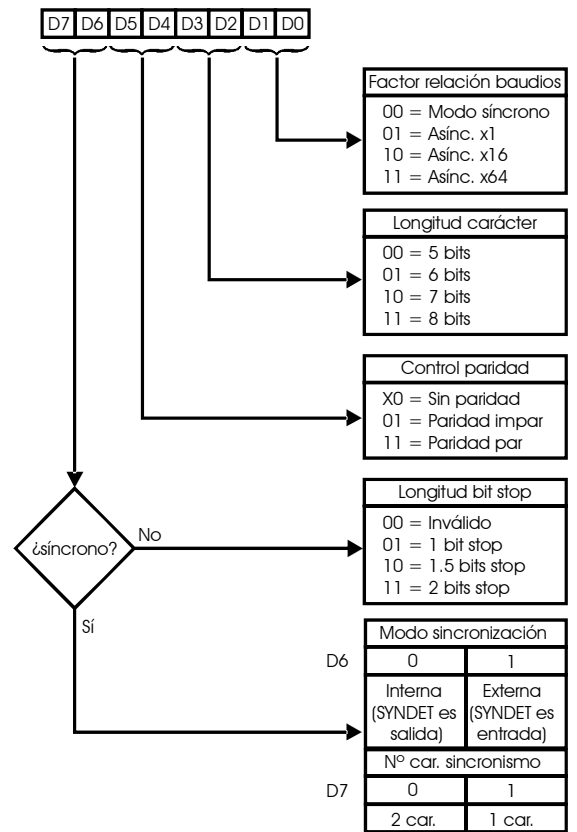 D7 D6 D5 D4 D3 D2 D1 D0
Factor relación baudios
00 = Modo síncrono
01 = Asínc. x1
10 = Asínc. x16
11 = Asínc. x64
Longitud carácter
00 = 5 bits
01 = 6 bits
10 = 7 bits
11 = 8 bits
Control paridad
X0 = Sin paridad
01 = Paridad impar
11 = Paridad par
¿síncrono?
No
Sí
Longitud bit stop
00 = Inválido
01 = 1 bit stop
10 = 1.5 bits stop
11 = 2 bits stop
Modo sincronización
D6 0 1
Interna
(SYNDET es
salida)
Externa
(SYNDET es
entrada)
Nº car. sincronismo
D7 0 1
2 car. 1 car.